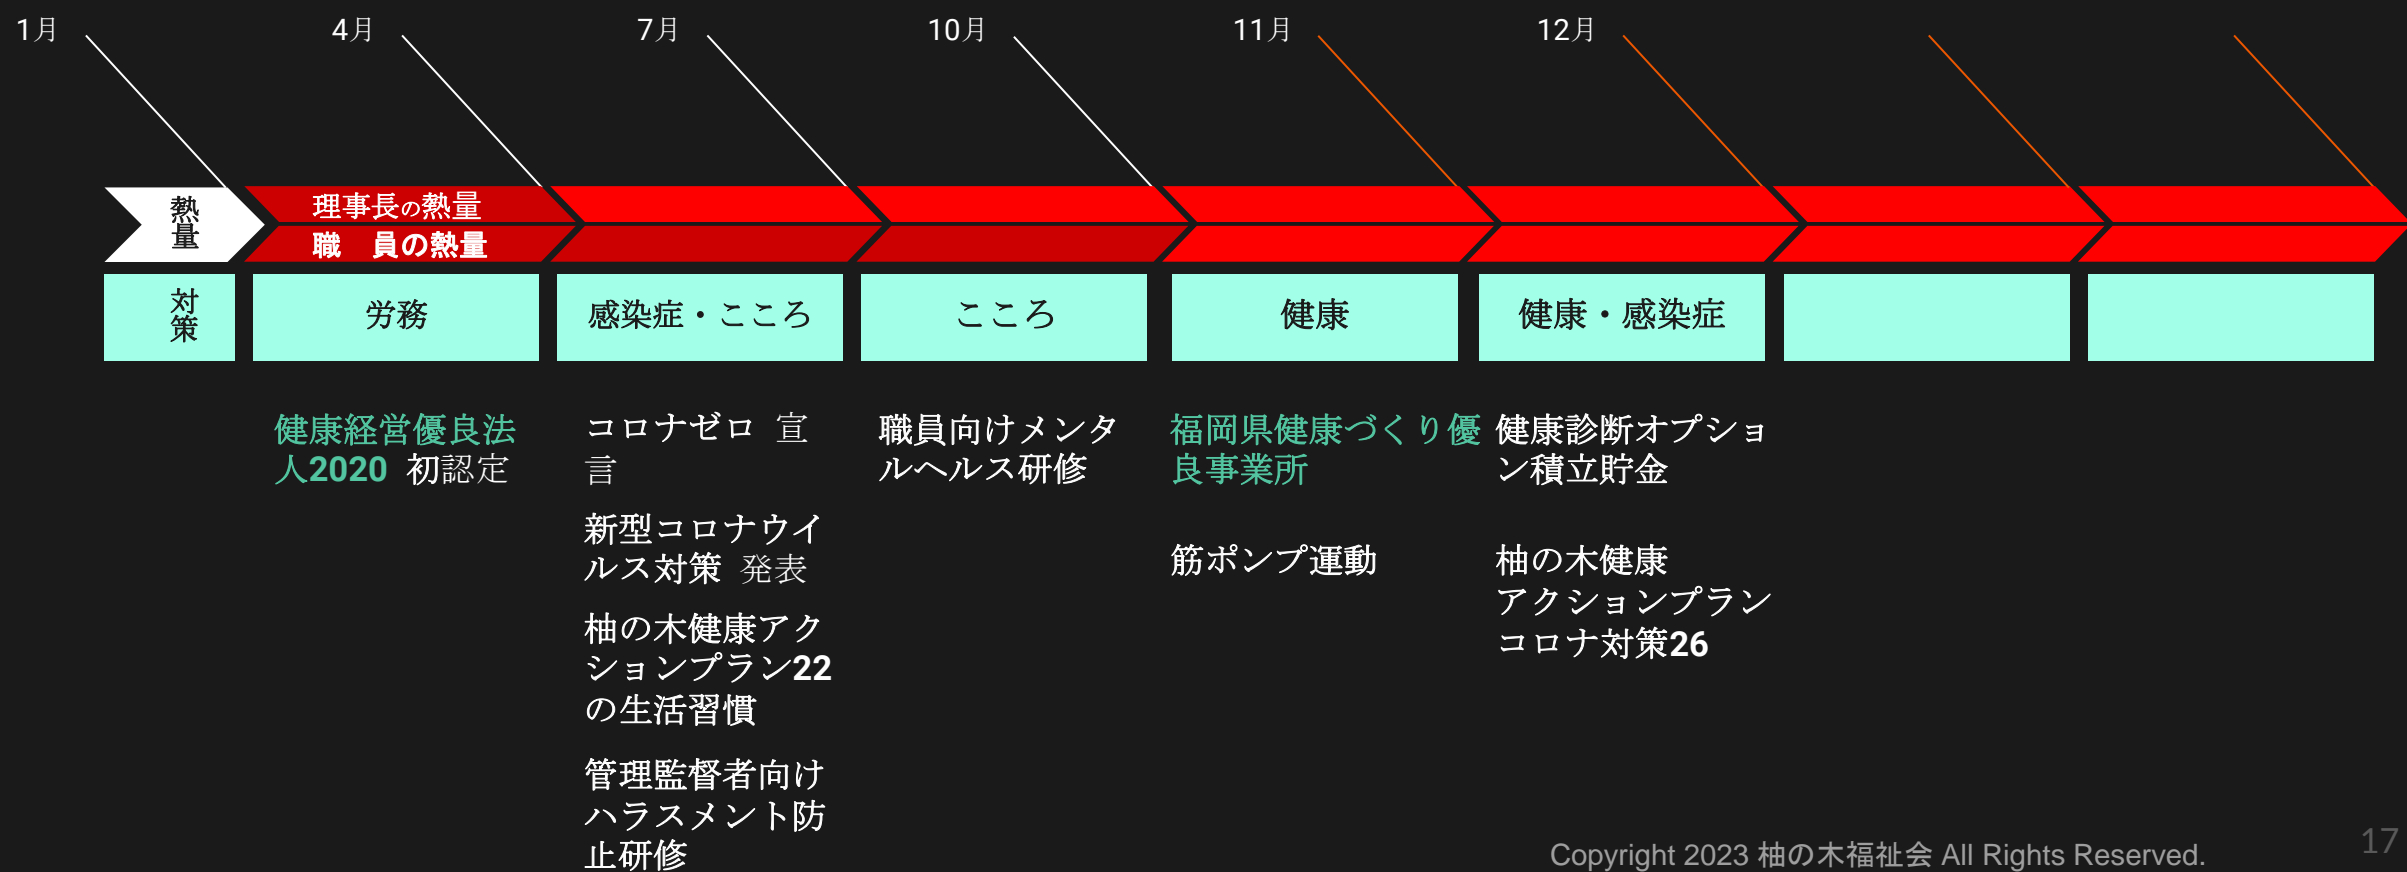 1月
4月
7月
10月
11月
12月
熱量
理事長の熱量
職　員の熱量
対策
労務
感染症・こころ
こころ
健康
健康・感染症
健康経営優良法
人2020 初認定
コロナゼロ 宣
言
新型コロナウイ
ルス対策 発表
柚の木健康アク
ションプラン22
の生活習慣
管理監督者向け
ハラスメント防
止研修
職員向けメンタ
ルヘルス研修
福岡県健康づくり優
良事業所
筋ポンプ運動
健康診断オプショ
ン積立貯金
柚の木健康
アクションプラン
コロナ対策26
Copyright 2023 柚の木福祉会 All Rights Reserved.
17